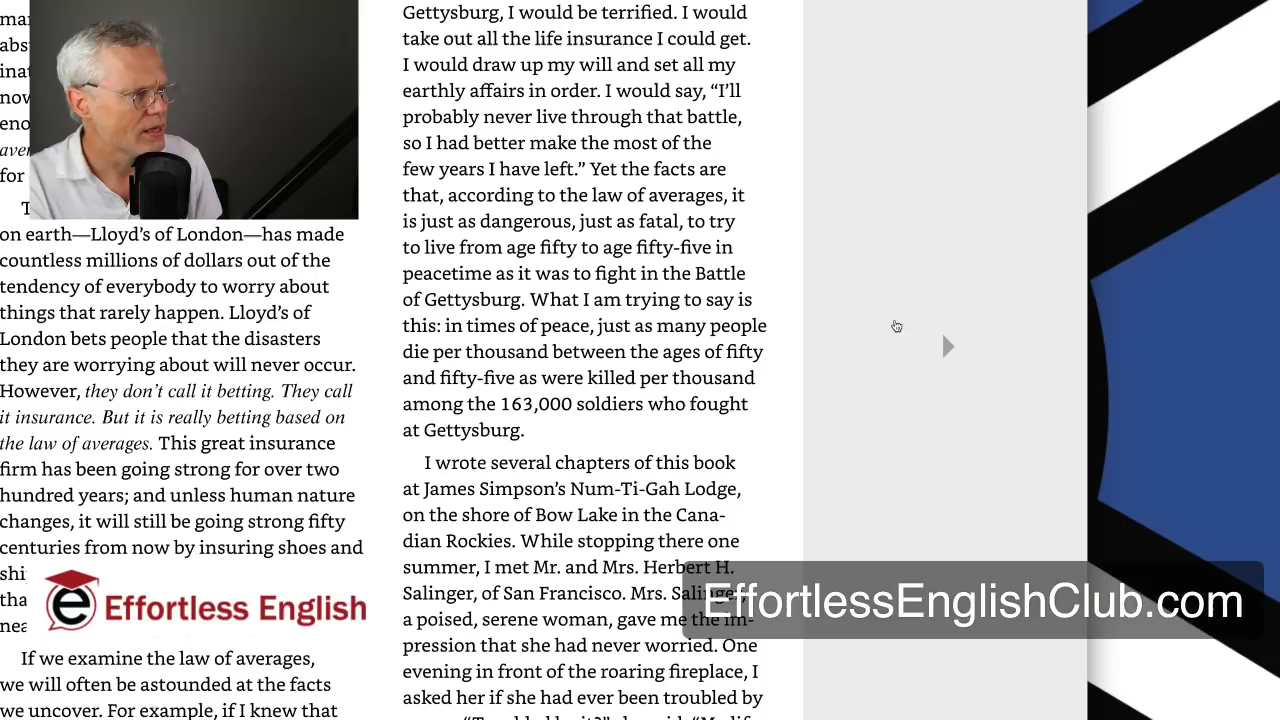 on earth—Lloyd’s of London—has made
countless millions of dollars out of the
tendency of everybody to worry about
things that rarely happen. Lloyd’s of
London bets people that the disasters
they are worrying about will never occur.
However, they don’t call it betting. They call
it insurance. But it is really betting based on
the law of averages. This great insurance
firm has been going strong for over two
hundred years; and unless human nature
changes, it will still be going strong fifty
centuries from now by insuring shoes and
If we examine the law of averages,
we will often be astounded at the facts
we uncover. For example, if I knew that
Gettysburg, I would be terrified. I would
take out all the life insurance I could get.
I would draw up my will and set all my
earthly affairs in order. I would say, “I’ll
probably never live through that battle,
so I had better make the most of the
few years I have left.” Yet the facts are
that, according to the law of averages, it
is just as dangerous, just as fatal, to try
to live from age fifty to age fifty-five in
peacetime as it was to fight in the Battle
of Gettysburg. What I am trying to say is
this: in times of peace, just as many people
die per thousand between the ages of fifty
and fifty-five as were killed per thousand
among the 163,000 soldiers who fought
at Gettysburg.
I wrote several chapters of this book
at James Simpson’s Num-Ti-Gah Lodge,
on the shore of Bow Lake in the Cana-
dian Rockies. While stopping there one
summer, I met Mr. and Mrs. Herbert H.
Salinger, of San Francisco. Mrs. Salinger,
a poised, serene woman, gave me the im-
pression that she had never worried. One
evening in front of the roaring fireplace, I
asked her if she had ever been troubled by
e Effortless English
EffortlessEnglishClub.com